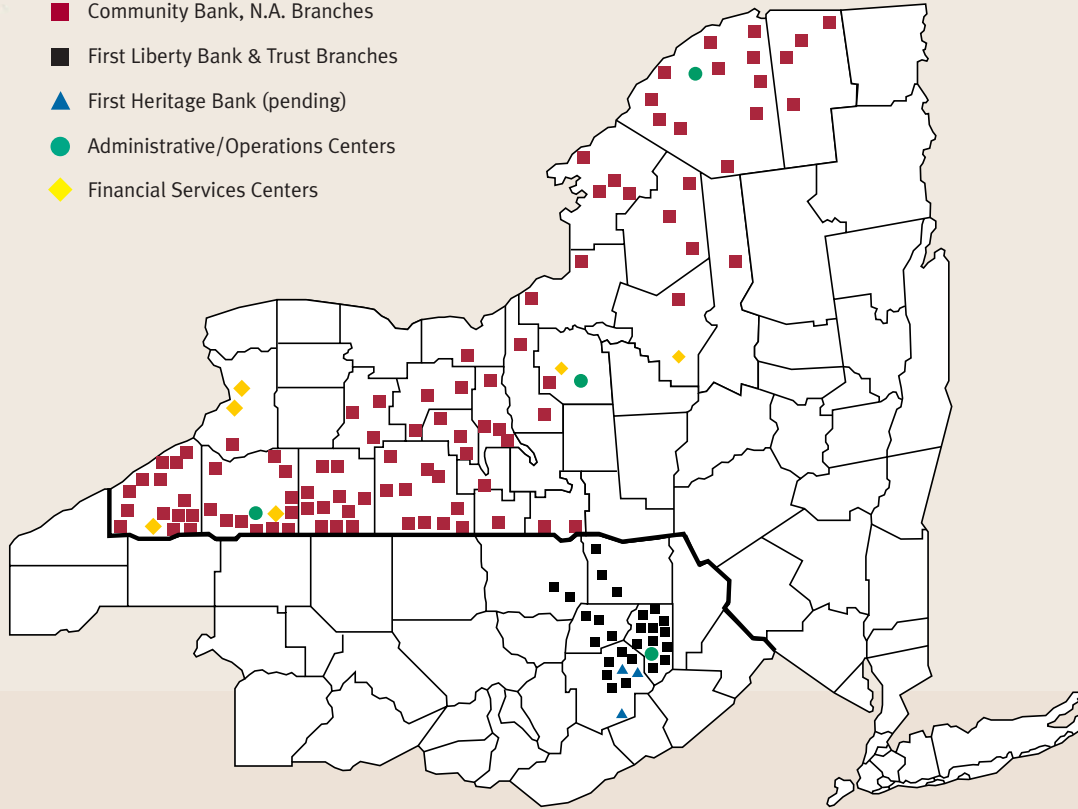 Community Bank, N.A. Branches
First Liberty Bank & Trust Branches
First Heritage Bank (pending)
Administrative/Operations Centers
Financial Services Centers